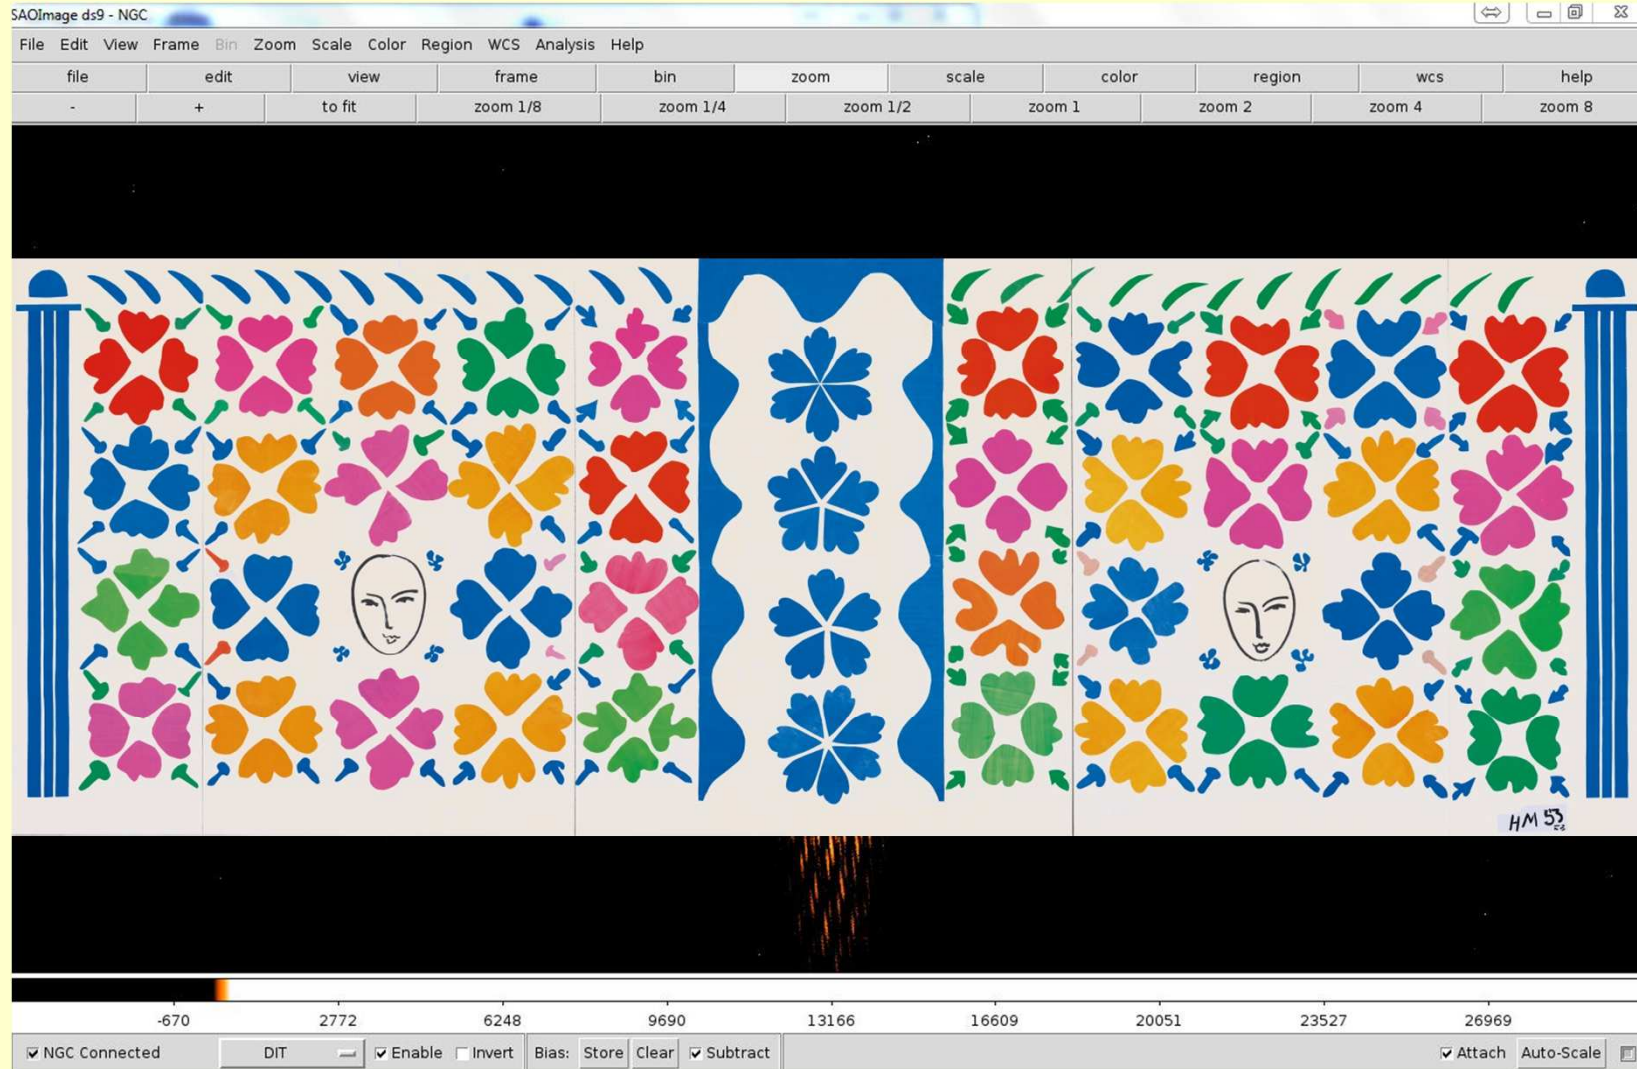 SAOImage ds9 - NGC
File Edit View Frame Bin Zoom Scale Color Region WCS Analysis Help
file edit view frame bin zoom scale color region wcs help
- + to fit zoom 1/8 zoom 1/4 zoom 1/2 zoom 1 zoom 2 zoom 4 zoom 8
HM 53
-670 2772 6248 9690 13166 16609 20051 23527 26969
NGC Connected DIT Enable Invert Bias: Store Clear Subtract Attach Auto-Scale